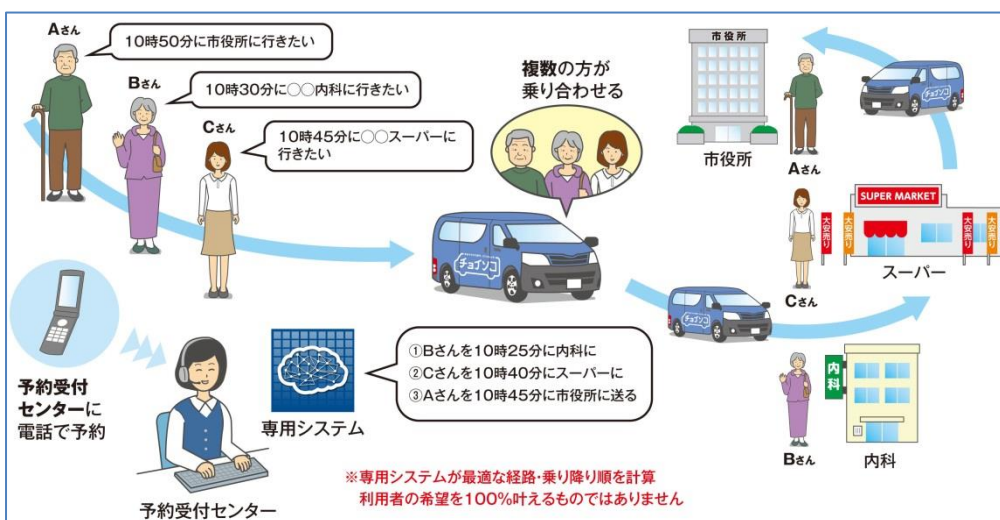 Aさん
10時50分に市役所に行きたい
Bさん
10時30分に○○内科に行きたい
Cさん
10時45分に○○スーパーに
行きたい
複数の方が
乗り合わせる
チョイソコ
市役所
市役所
Aさん
チョイソコ
SUPER MARKET
大安売り
大安売り
大安売り
大安売り
スーパー
Cさん
チョイソコ
内科
Bさん
内科
予約受付
センターに
電話で予約
予約受付センター
専用システム
①Bさんを10時25分に内科に
②Cさんを10時40分にスーパーに
③Aさんを10時45分に市役所に送る
※専用システムが最適な経路・乗り降り順を計算
利用者の希望を100%叶えるものではありません